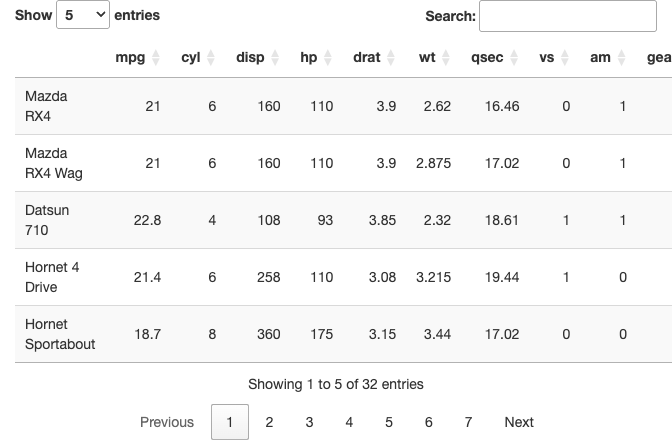 Show 5 entries Search:
mpg cyl disp hp drat wt qsec vs am gea
Mazda
RX4 21 6 160 110 3.9 2.62 16.46 0 1
Mazda
RX4 Wag 21 6 160 110 3.9 2.875 17.02 0 1
Datsun
710 22.8 4 108 93 3.85 2.32 18.61 1 1
Hornet 4
Drive 21.4 6 258 110 3.08 3.215 19.44 1 0
Hornet
Sportabout 18.7 8 360 175 3.15 3.44 17.02 0 0
Showing 1 to 5 of 32 entries
Previous 1 2 3 4 5 6 7 Next